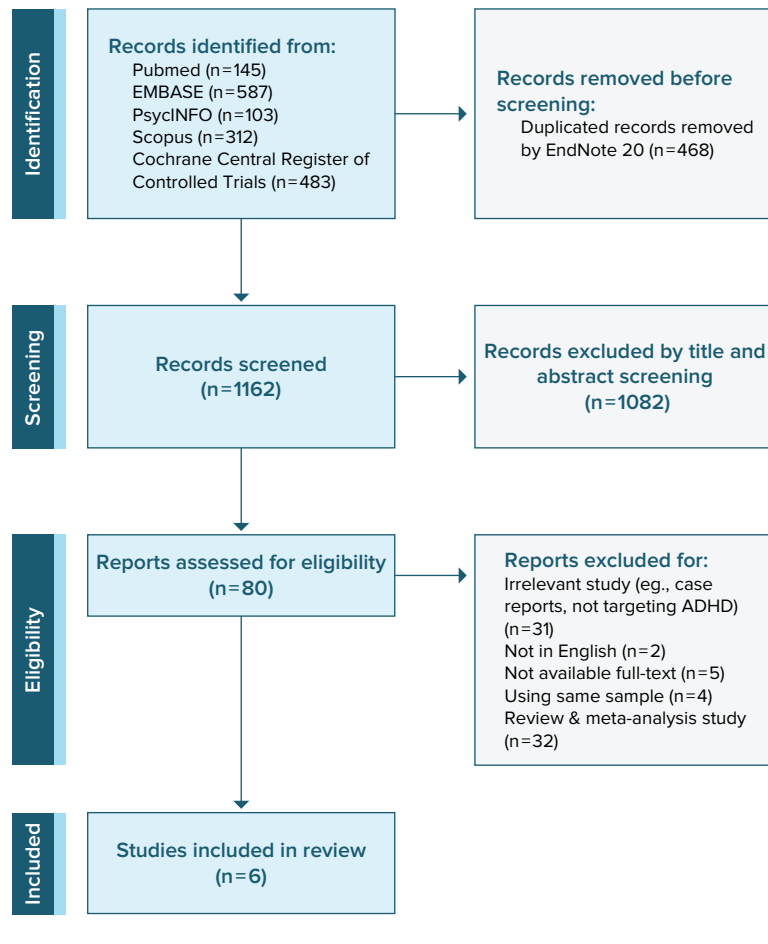 Identification
Records identified from:
Pubmed (n=145)
EMBASE (n=587)
PsycINFO (n=103)
Scopus (n=312)
Cochrane Central Register of
Controlled Trials (n=483)
Records removed before
screening:
Duplicated records removed
by EndNote 20 (n=468)
Screening
Records screened
(n=1162)
Records excluded by title and
abstract screening
(n=1082)
Eligibility
Reports assessed for eligibility
(n=80)
Reports excluded for:
Irrelevant study (eg., case
reports, not targeting ADHD)
(n=31)
Not in English (n=2)
Not available full-text (n=5)
Using same sample (n=4)
Review & meta-analysis study
(n=32)
Included
Studies included in review
(n=6)